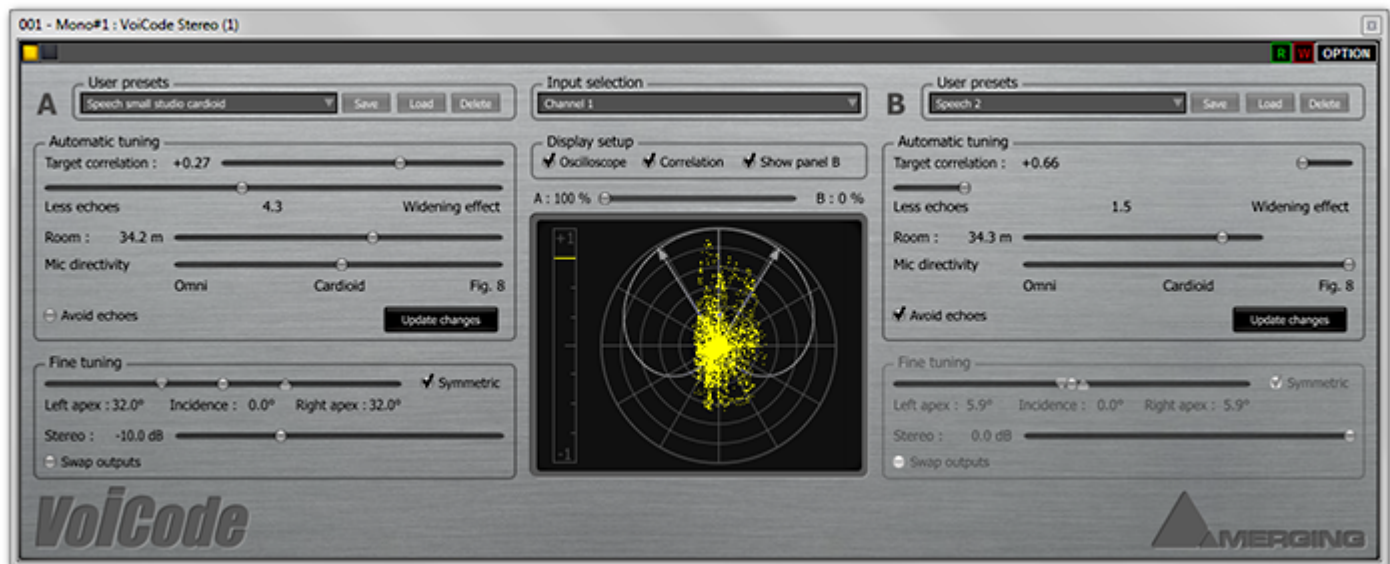 001 - Mono#1 : VoiCode Stereo (1)
R W OPTION
A
User presets
Speech small studio cardioid
Save Load Delete
Automatic tuning
Target correlation : +0.27
Less echoes 4.3 Widening effect
Room : 34.2 m
Mic directivity
Omni Cardioid Fig. 8
Avoid echoes
Update changes
Fine tuning
Symmetric
Left apex : 32.0° Incidence : 0.0° Right apex : 32.0°
Stereo : -10.0 dB
Swap outputs
Input selection
Channel 1
Display setup
Oscilloscope Correlation Show panel B
A : 100 % B : 0 %
+1
-1
B
User presets
Speech 2
Save Load Delete
Automatic tuning
Target correlation : +0.66
Less echoes 1.5 Widening effect
Room : 34.3 m
Mic directivity
Omni Cardioid Fig. 8
Avoid echoes
Update changes
Fine tuning
Symmetric
Left apex : 5.9° Incidence : 0.0° Right apex : 5.9°
Stereo : 0.0 dB
Swap outputs
VoiCode
MERGING